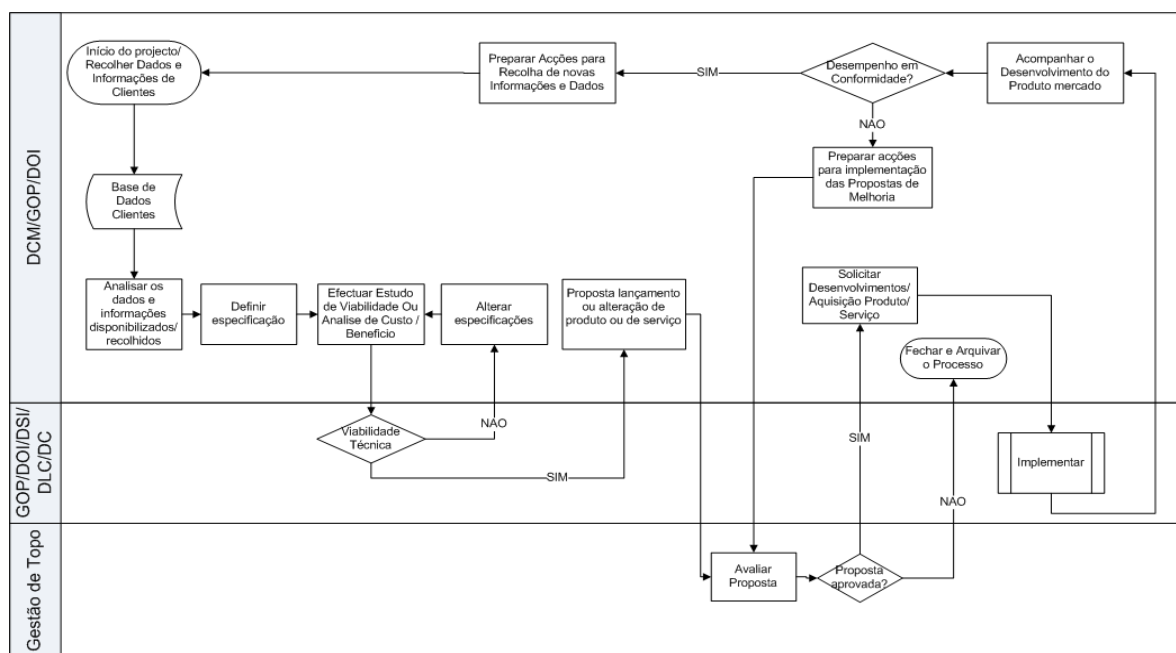 DCM/GOP/DOI
Início do projecto/
Recolher Dados e
Informações de
Clientes
Preparar Acções para
Recolha de novas
Informações e Dados
SIM
Desempenho em
Conformidade?
Acompanhar o
Desenvolvimento do
Produto mercado
NAO
Preparar acções
para implementação
das Propostas de
Melhoria
Base de
Dados
Clientes
Analisar os
dados e
informações
disponibilizados/
recolhidos
Definir
especificação
Efectuar Estudo
de Viabilidade Ou
Analise de Custo /
Beneficio
Alterar
especificações
Proposta lançamento
ou alteração de
produto ou de serviço
Solicitar
Desenvolvimentos/
Aquisição Produto/
Serviço
Fechar e Arquivar
o Processo
GOP/DOI/DSI/
DLC/DC
Viabilidade
Técnica
NAO
SIM
SIM
NAO
Implementar
Gestão de Topo
Avaliar
Proposta
Proposta
aprovada?